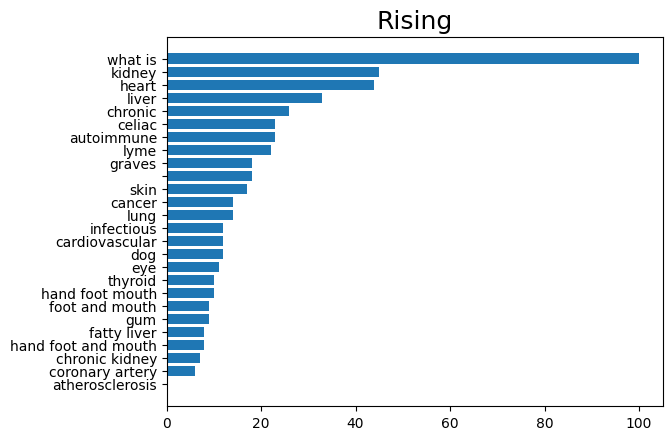 Rising
what is
kidney
heart
liver
chronic
celiac
autoimmune
lyme
graves
skin
cancer
lung
infectious
cardiovascular
dog
eye
thyroid
hand foot mouth
foot and mouth
gum
fatty liver
hand foot and mouth
chronic kidney
coronary artery
atherosclerosis
0 20 40 60 80 100